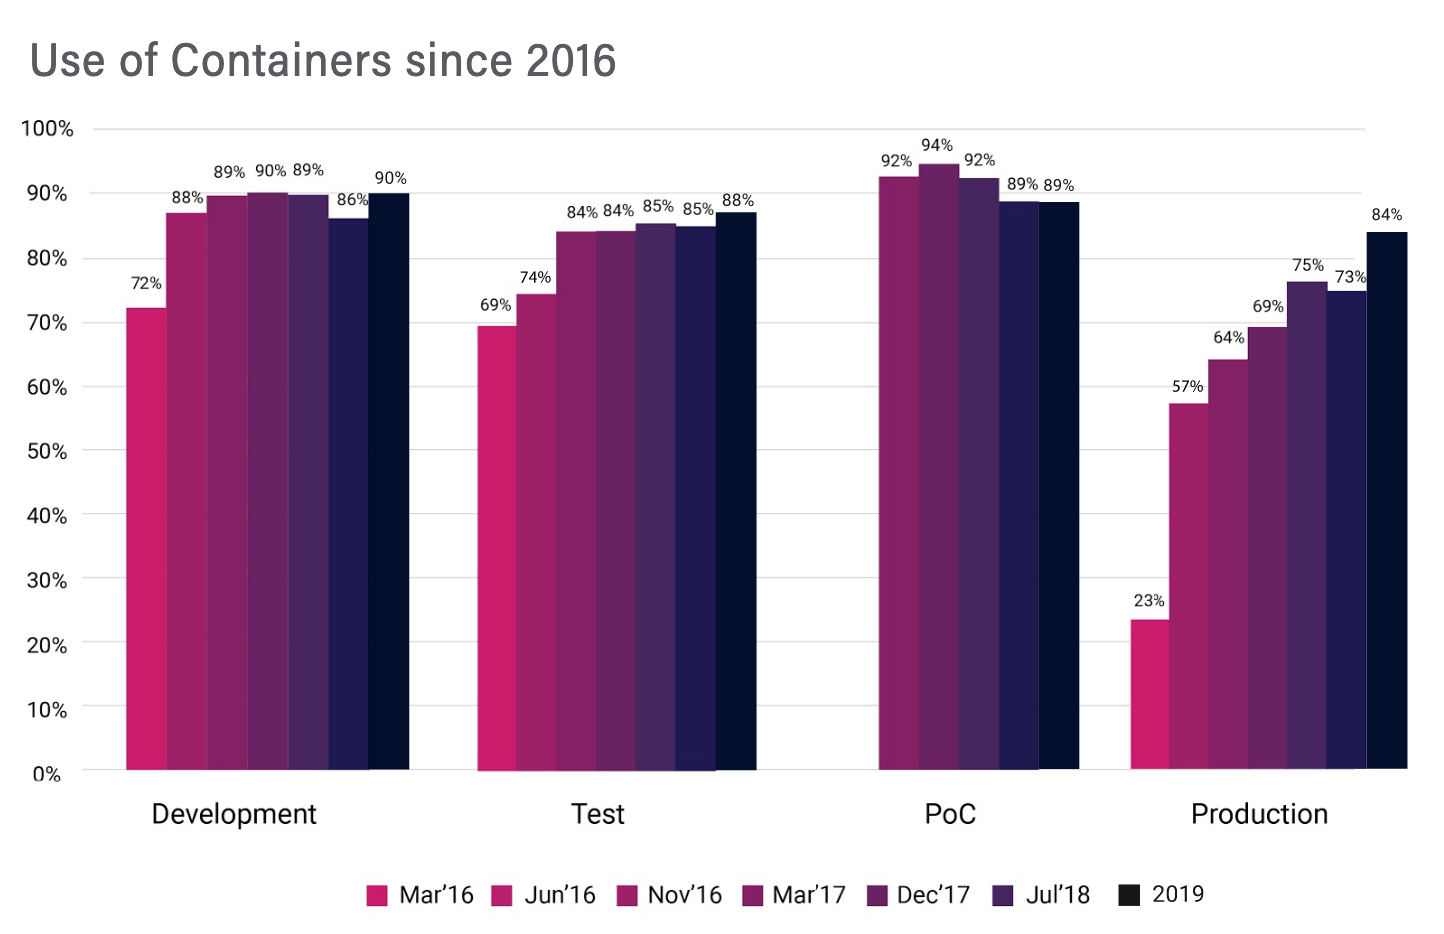 Use of Containers since 2016
100%
90%
80%
70%
60%
50%
40%
30%
20%
10%
0%
72% 88% 89% 90% 89% 86% 90%
69% 74% 84% 84% 85% 85% 88%
92% 94% 92% 89% 89%
23% 57% 64% 69% 75% 73% 84%
Development Test PoC Production
Mar’16 Jun’16 Nov’16 Mar’17 Dec’17 Jul’18 2019